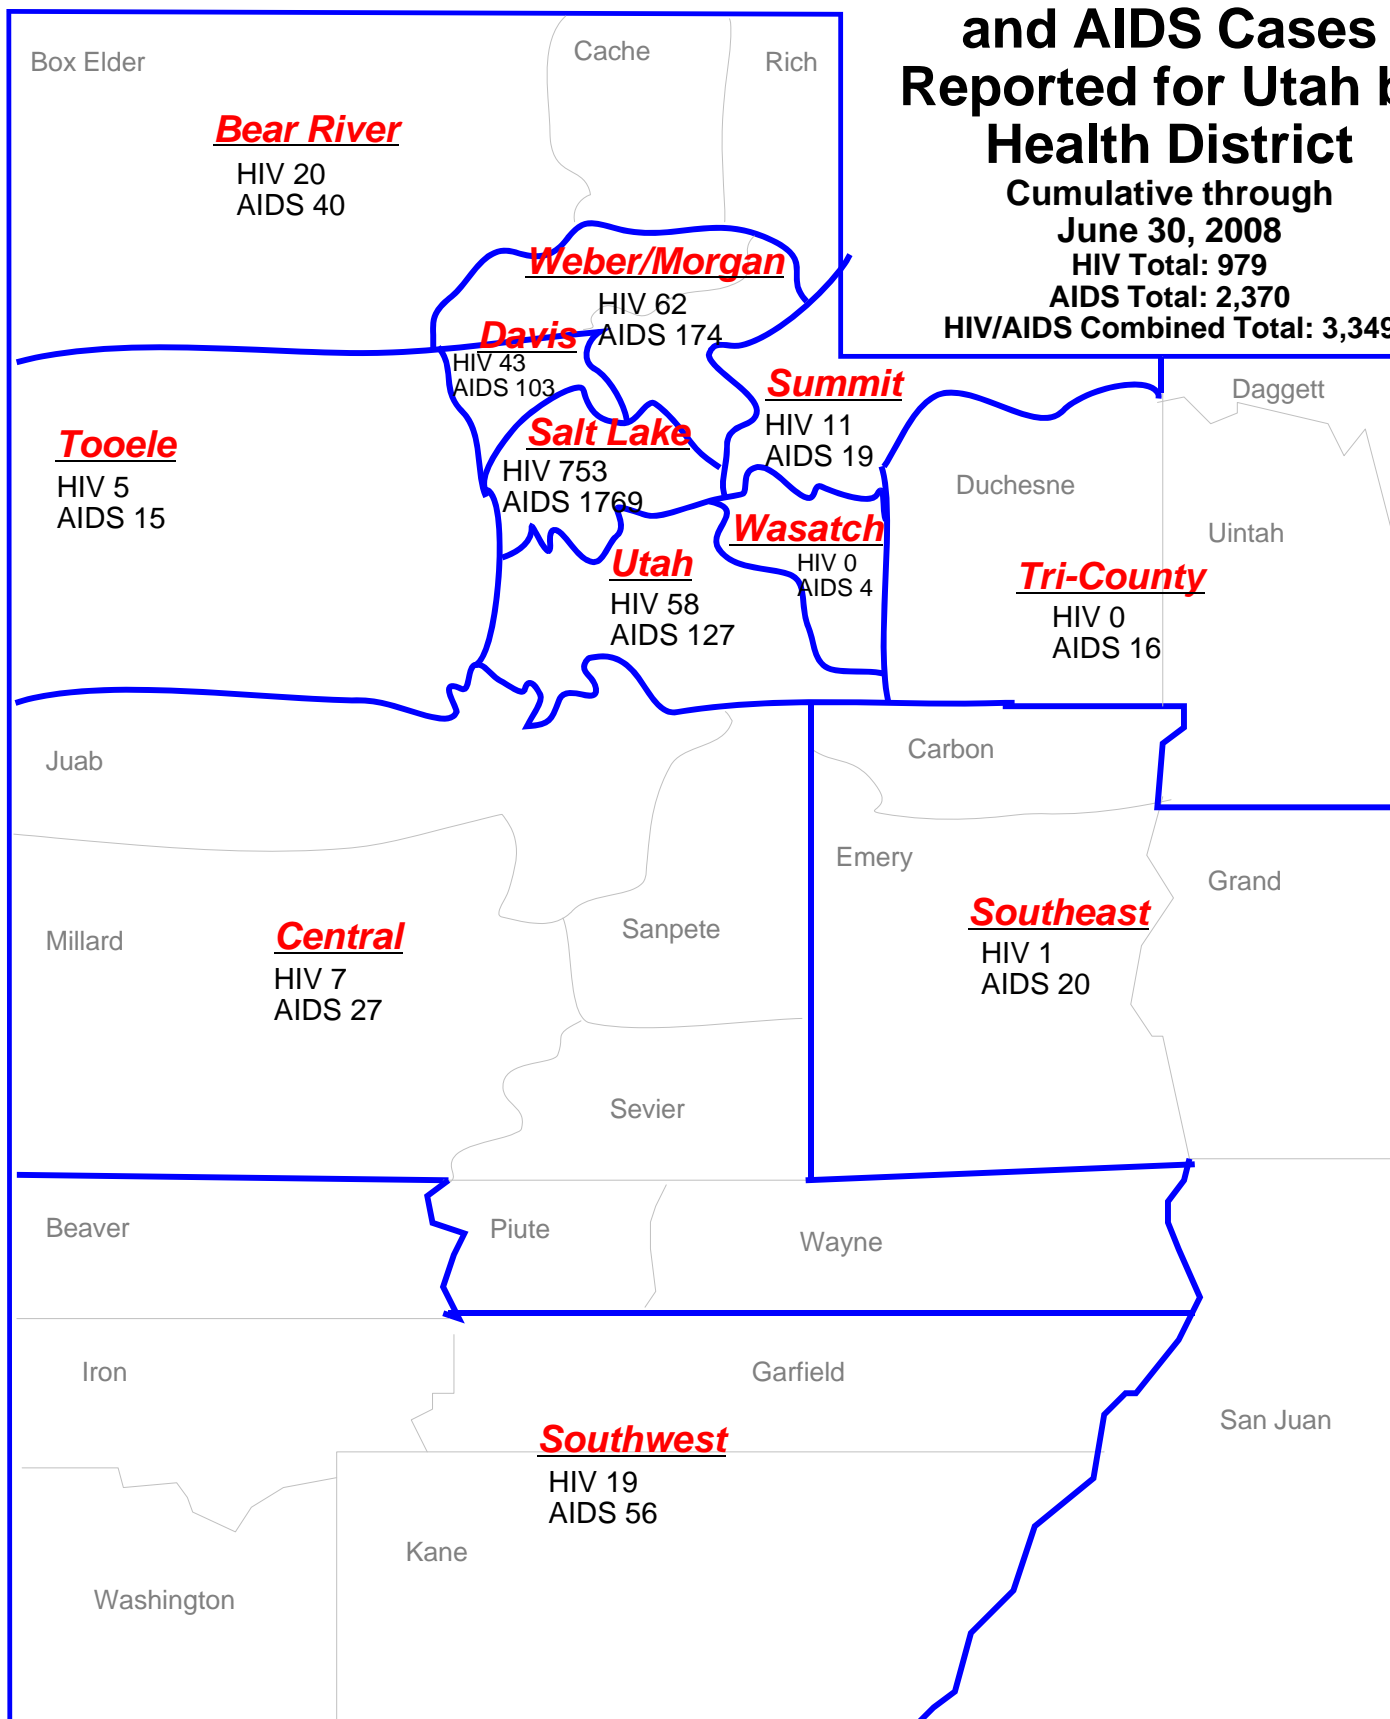 and AIDS Cases
Reported for Utah b
Health District
Cumulative through
June 30, 2008
HIV Total: 979
AIDS Total: 2,370
HIV/AIDS Combined Total: 3,349
Box Elder
Cache
Rich
Bear River
HIV 20
AIDS 40
Weber/Morgan
HIV 62
AIDS 174
Davis
HIV 43
AIDS 103
Summit
HIV 11
AIDS 19
Daggett
Tooele
HIV 5
AIDS 15
Salt Lake
HIV 753
AIDS 1769
Duchesne
Uintah
Wasatch
HIV 0
AIDS 4
Utah
HIV 58
AIDS 127
Tri-County
HIV 0
AIDS 16
Juab
Carbon
Emery
Grand
Millard
Central
HIV 7
AIDS 27
Sanpete
Southeast
HIV 1
AIDS 20
Sevier
Beaver
Piute
Wayne
Iron
Garfield
San Juan
Southwest
HIV 19
AIDS 56
Kane
Washington